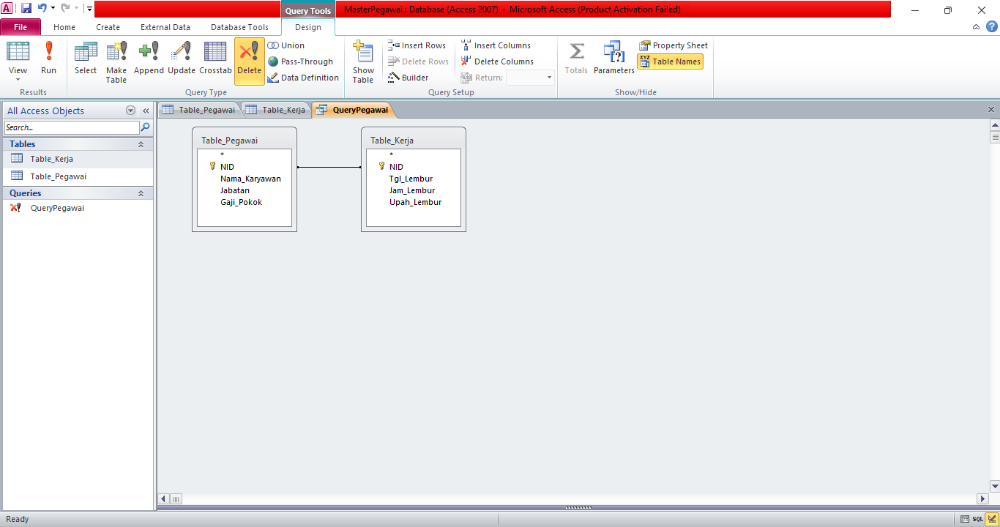 Query Tools
MasterPegawai : Database (Access 2007) - Microsoft Access (Product Activation Failed)
File Home Create External Data Database Tools Design
View
Run
Results
Select
Make Table
Append
Update
Crosstab
Delete
Union
Pass-Through
Data Definition
Query Type
Show Table
Insert Rows
Delete Rows
Builder
Insert Columns
Delete Columns
Return:
Query Setup
Totals
Parameters
Property Sheet
XYZ Table Names
Show/Hide
All Access Objects
Search...
Tables
Table_Kerja
Table_Pegawai
Queries
QueryPegawai
Table_Pegawai Table_Kerja QueryPegawai
Table_Pegawai
*
NID
Nama_Karyawan
Jabatan
Gaji_Pokok
Table_Kerja
*
NID
Tgl_Lembur
Jam_Lembur
Upah_Lembur
Ready
SQL